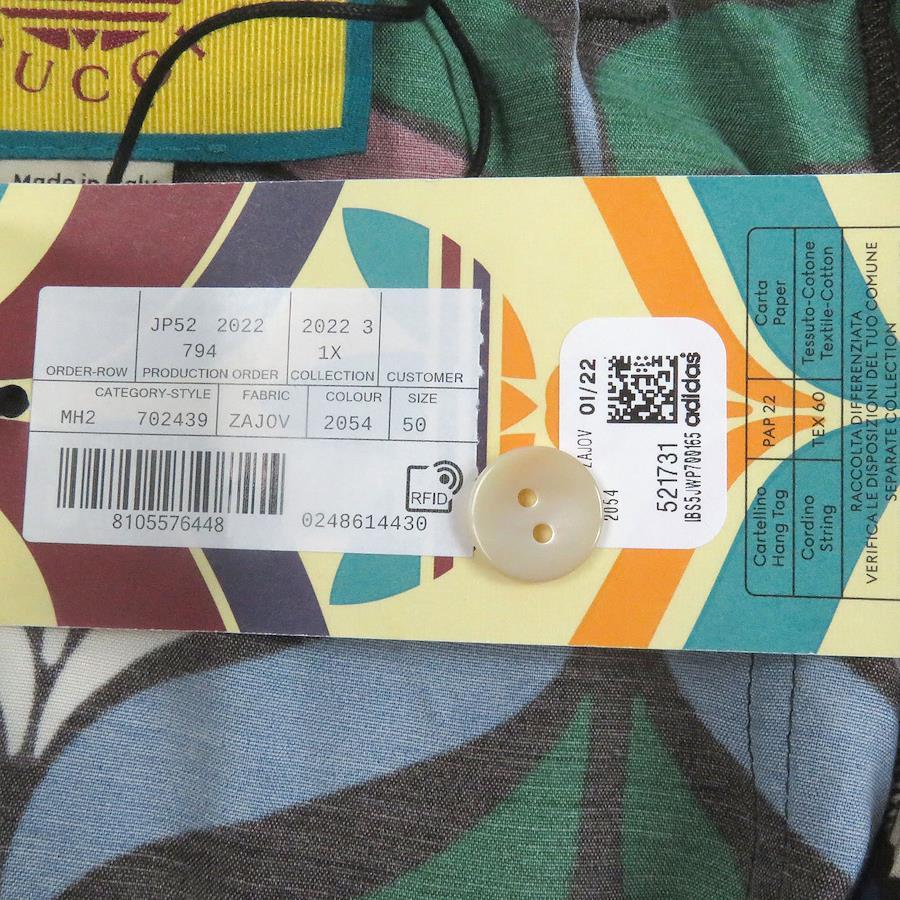 GUCCI
Made in Italy
JP52 2022
794
2022 3
1X
ORDER-ROW
PRODUCTION ORDER
COLLECTION
CUSTOMER
CATEGORY-STYLE
FABRIC
COLOUR
SIZE
MH2 702439
ZAJOV
2054
50
RFID
8105576448
0248614430
ZAJOV 01/22
2054
521731
IBS5JWP700165
adidas
Carta
Paper
Tessuto-Cotone
Textile-Cotton
PAP 22
TEX 60
Cartellino
Hang Tag
Cordino
String
RACCOLTA DIFFERENZIATA
VERIFICA LE DISPOSIZIONI DEL TUO COMUNE
SEPARATE COLLECTION